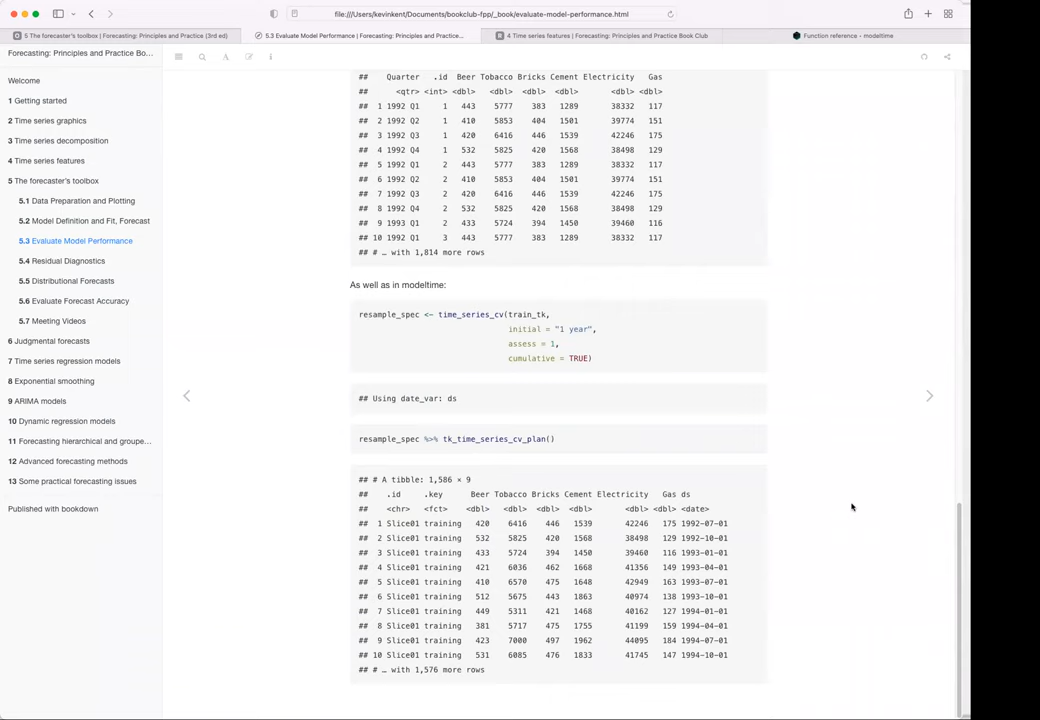 file:///Users/kevinkent/Documents/bookclub-fpp/_book/evaluate-model-performance.html
5 The forecaster's toolbox | Forecasting: Principles and Practice (3rd ed)
5.3 Evaluate Model Performance | Forecasting: Principles and Practice...
4 Time series features | Forecasting: Principles and Practice Book Club
Function reference • modeltime
Forecasting: Principles and Practice Bo...
Welcome
1 Getting started
2 Time series graphics
3 Time series decomposition
4 Time series features
5 The forecaster's toolbox
5.1 Data Preparation and Plotting
5.2 Model Definition and Fit, Forecast
5.3 Evaluate Model Performance
5.4 Residual Diagnostics
5.5 Distributional Forecasts
5.6 Evaluate Forecast Accuracy
5.7 Meeting Videos
6 Judgmental forecasts
7 Time series regression models
8 Exponential smoothing
9 ARIMA models
10 Dynamic regression models
11 Forecasting hierarchical and groupe...
12 Advanced forecasting methods
13 Some practical forecasting issues
Published with bookdown
## Quarter .id Beer Tobacco Bricks Cement Electricity Gas
## <qtr> <int> <dbl> <dbl> <dbl> <dbl> <dbl> <dbl>
## 1 1992 Q1 1 443 5777 383 1289 38332 117
## 2 1992 Q2 1 410 5853 404 1501 39774 151
## 3 1992 Q3 1 420 6416 446 1539 42246 175
## 4 1992 Q4 1 532 5825 420 1568 38498 129
## 5 1992 Q1 2 443 5777 383 1289 38332 117
## 6 1992 Q2 2 410 5853 404 1501 39774 151
## 7 1992 Q3 2 420 6416 446 1539 42246 175
## 8 1992 Q4 2 532 5825 420 1568 38498 129
## 9 1993 Q1 2 433 5724 394 1450 39460 116
## 10 1992 Q1 3 443 5777 383 1289 38332 117
## # … with 1,814 more rows
As well as in modeltime:
resample_spec <- time_series_cv(train_tk,
initial = "1 year",
assess = 1,
cumulative = TRUE)
## Using date_var: ds
resample_spec %>% tk_time_series_cv_plan()
## # A tibble: 1,586 × 9
## .id .key Beer Tobacco Bricks Cement Electricity Gas ds
## <chr> <fct> <dbl> <dbl> <dbl> <dbl> <dbl> <dbl> <date>
## 1 Slice01 training 420 6416 446 1539 42246 175 1992-07-01
## 2 Slice01 training 532 5825 420 1568 38498 129 1992-10-01
## 3 Slice01 training 433 5724 394 1450 39460 116 1993-01-01
## 4 Slice01 training 421 6036 462 1668 41356 149 1993-04-01
## 5 Slice01 training 410 6570 475 1648 42949 163 1993-07-01
## 6 Slice01 training 512 5675 443 1863 40974 138 1993-10-01
## 7 Slice01 training 449 5311 421 1468 40162 127 1994-01-01
## 8 Slice01 training 381 5717 475 1755 41199 159 1994-04-01
## 9 Slice01 training 423 7000 497 1962 44095 184 1994-07-01
## 10 Slice01 training 531 6085 476 1833 41745 147 1994-10-01
## # … with 1,576 more rows